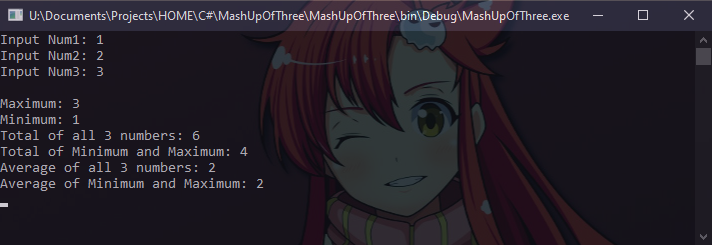 U:\Documents\Projects\HOME\C#\MashUpOfThree\MashUpOfThree\bin\Debug\MashUpOfThree.exe
Input Num1: 1
Input Num2: 2
Input Num3: 3
Maximum: 3
Minimum: 1
Total of all 3 numbers: 6
Total of Minimum and Maximum: 4
Average of all 3 numbers: 2
Average of Minimum and Maximum: 2